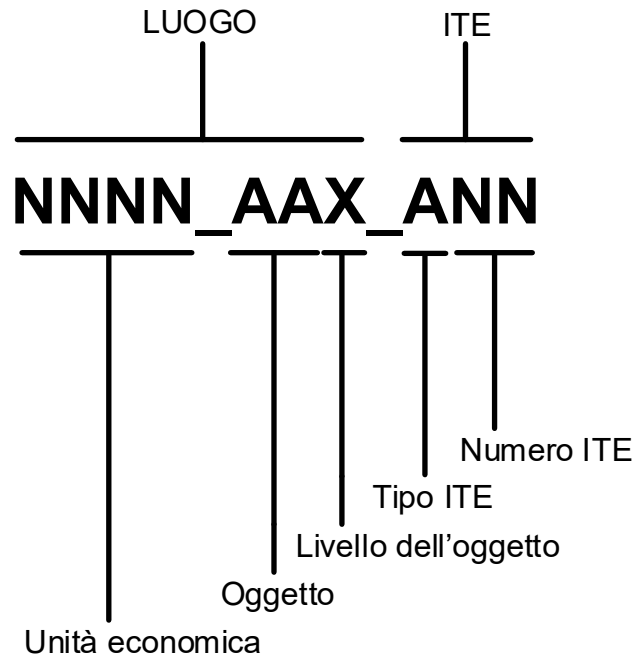 LUOGO ITE
NNNN_AAX_ANN
Numero ITE
Tipo ITE
Livello dell’oggetto
Oggetto
Unità economica